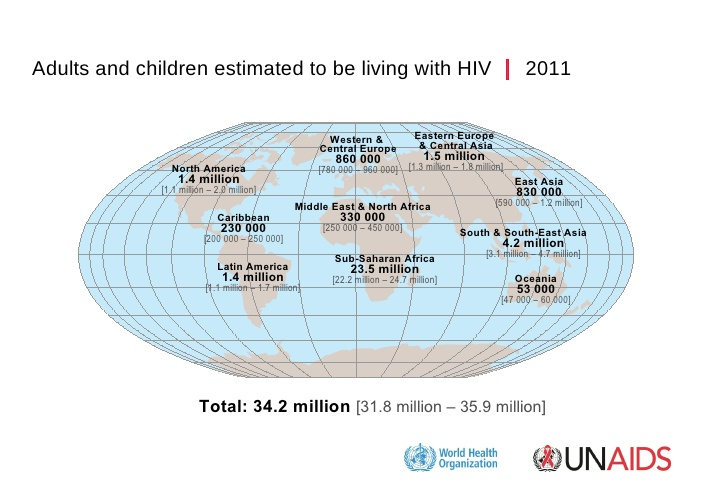 Adults and children estimated to be living with HIV | 2011
Western &
Central Europe
860 000
[780 000 – 960 000]
Eastern Europe
& Central Asia
1.5 million
[1.3 million – 1.8 million]
North America
1.4 million
[1.1 million – 2.0 million]
East Asia
830 000
[590 000 – 1.2 million]
Middle East & North Africa
330 000
[250 000 – 450 000]
Caribbean
230 000
[200 000 – 250 000]
South & South-East Asia
4.2 million
[3.1 million – 4.7 million]
Sub-Saharan Africa
23.5 million
[22.2 million – 24.7 million]
Latin America
1.4 million
[1.1 million – 1.7 million]
Oceania
53 000
[47 000 – 60 000]
Total: 34.2 million [31.8 million – 35.9 million]
World Health
Organization
UNAIDS